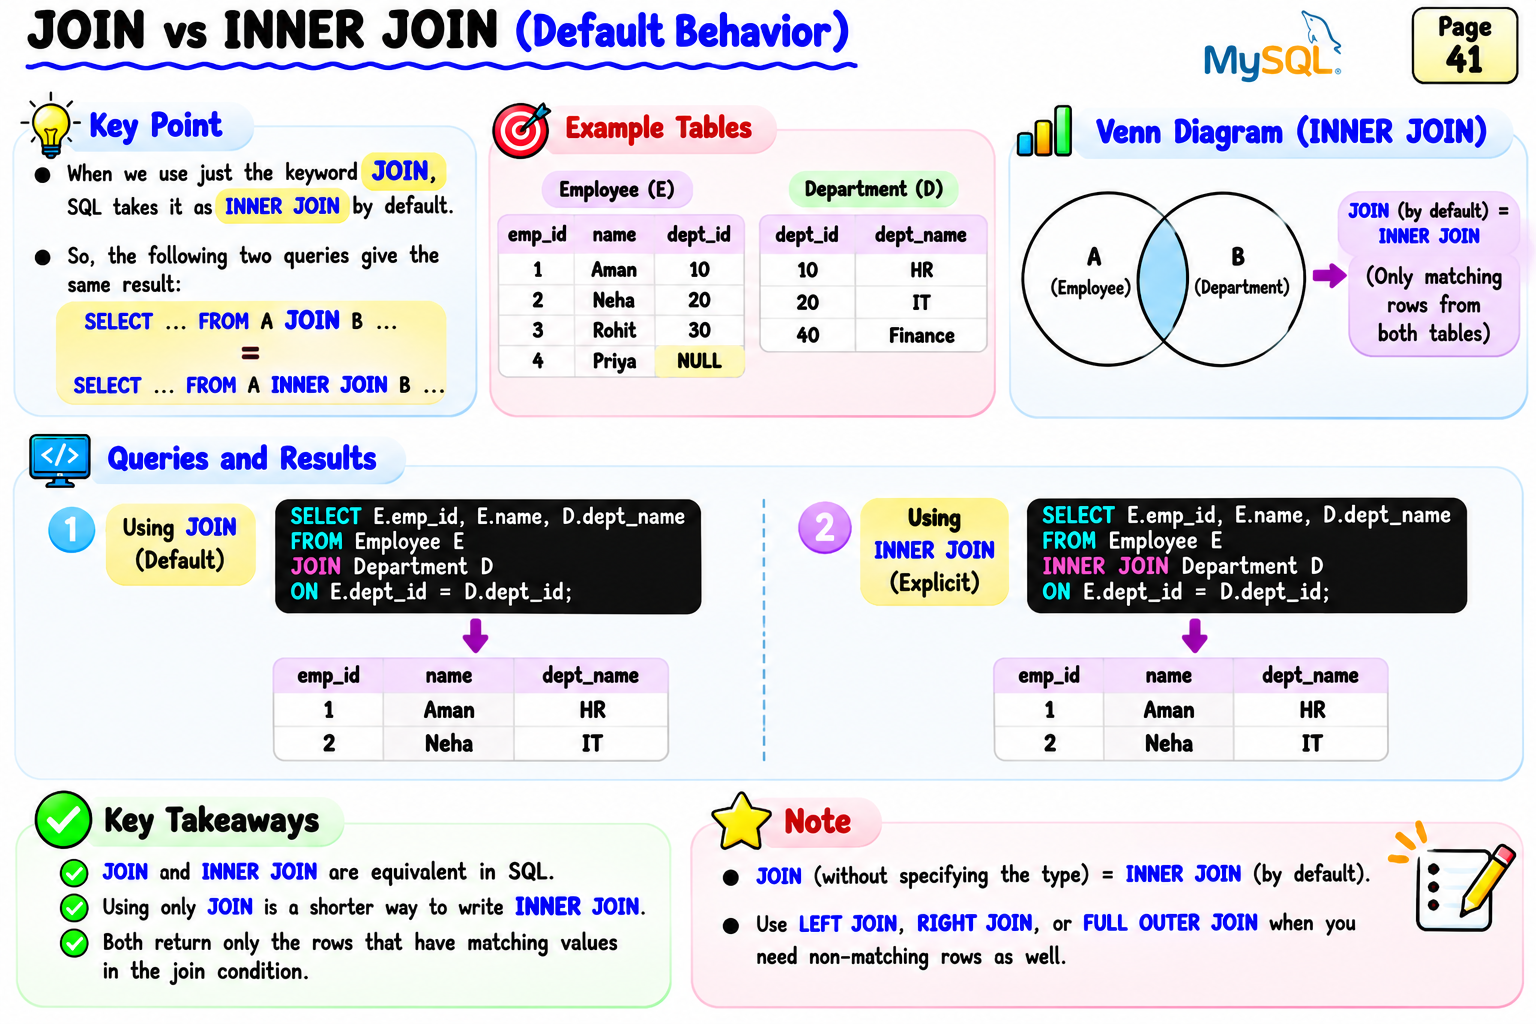 JOIN vs INNER JOIN (Default Behavior)
MySQL®
Page
41
Key Point
● When we use just the keyword JOIN,
SQL takes it as INNER JOIN by default.
● So, the following two queries give the
same result:
SELECT ... FROM A JOIN B ...
=
SELECT ... FROM A INNER JOIN B ...
Example Tables
Employee (E)
emp_id name dept_id
1 Aman 10
2 Neha 20
3 Rohit 30
4 Priya NULL
Department (D)
dept_id dept_name
10 HR
20 IT
40 Finance
Venn Diagram (INNER JOIN)
A
(Employee)
B
(Department)
JOIN (by default) =
INNER JOIN
(Only matching
rows from
both tables)
</> Queries and Results
1
Using JOIN
(Default)
SELECT E.emp_id, E.name, D.dept_name
FROM Employee E
JOIN Department D
ON E.dept_id = D.dept_id;
emp_id name dept_name
1 Aman HR
2 Neha IT
2
Using
INNER JOIN
(Explicit)
SELECT E.emp_id, E.name, D.dept_name
FROM Employee E
INNER JOIN Department D
ON E.dept_id = D.dept_id;
emp_id name dept_name
1 Aman HR
2 Neha IT
Key Takeaways
JOIN and INNER JOIN are equivalent in SQL.
Using only JOIN is a shorter way to write INNER JOIN.
Both return only the rows that have matching values
in the join condition.
Note
● JOIN (without specifying the type) = INNER JOIN (by default).
● Use LEFT JOIN, RIGHT JOIN, or FULL OUTER JOIN when you
need non-matching rows as well.